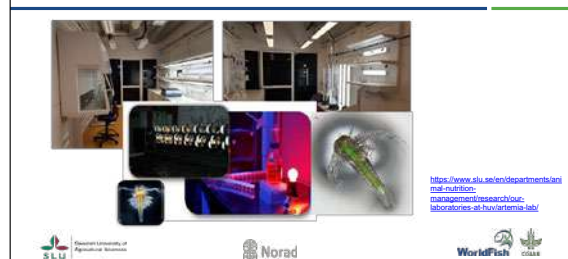 https://www.slu.se/en/departments/ani
mal-nutrition-
management/research/our-
laboratories-at-huv/artemia-lab/
SLU
Swedish University of
Agricultural Sciences
Norad
WorldFish
CGIAR